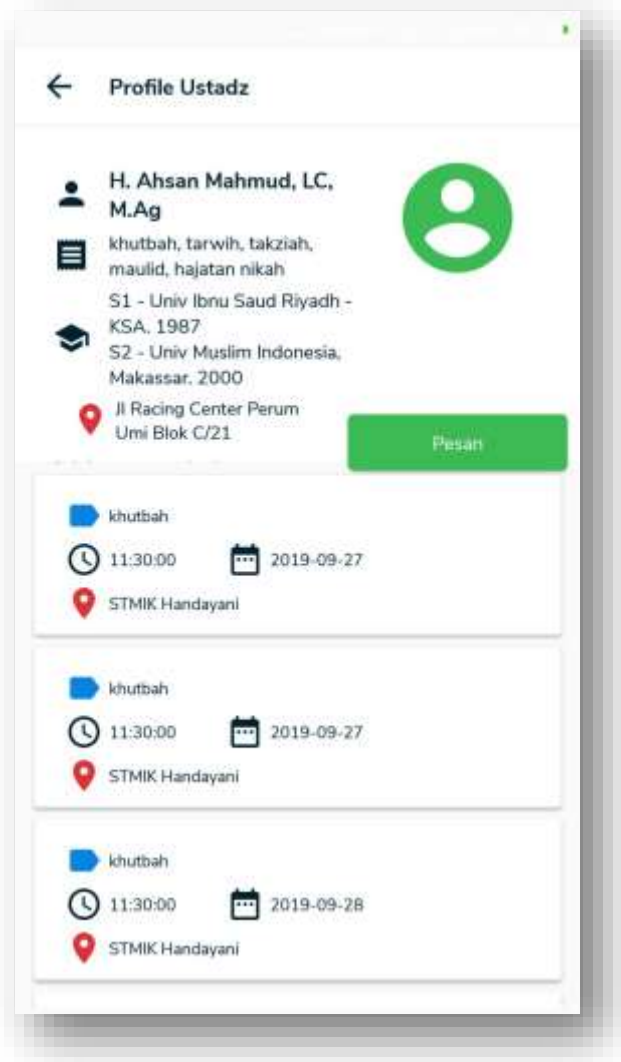 Profile Ustadz
H. Ahsan Mahmud, LC,
M.Ag
khutbah, tarwih, takziah,
maulid, hajatan nikah
S1 - Univ Ibnu Saud Riyadh -
KSA. 1987
S2 - Univ Muslim Indonesia,
Makassar. 2000
Jl Racing Center Perum
Umi Blok C/21
Pesan
khutbah
11:30:00 2019-09-27
STMIK Handayani
khutbah
11:30:00 2019-09-27
STMIK Handayani
khutbah
11:30:00 2019-09-28
STMIK Handayani